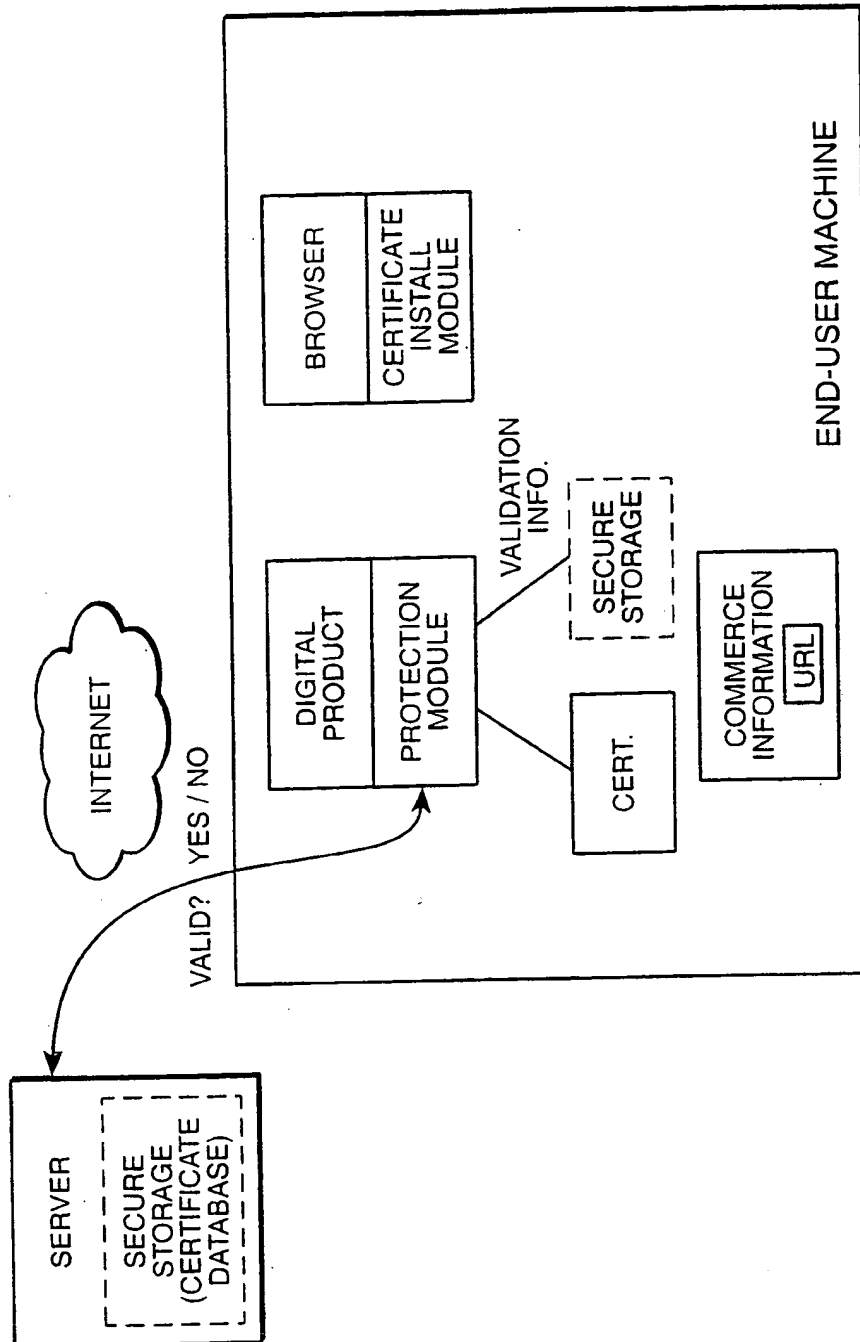 SERVER
SECURE
STORAGE
(CERTIFICATE
DATABASE)
INTERNET
VALID?
YES / NO
DIGITAL
PRODUCT
PROTECTION
MODULE
BROWSER
CERTIFICATE
INSTALL
MODULE
VALIDATION
INFO.
CERT.
SECURE
STORAGE
COMMERCE
INFORMATION
URL
END-USER MACHINE